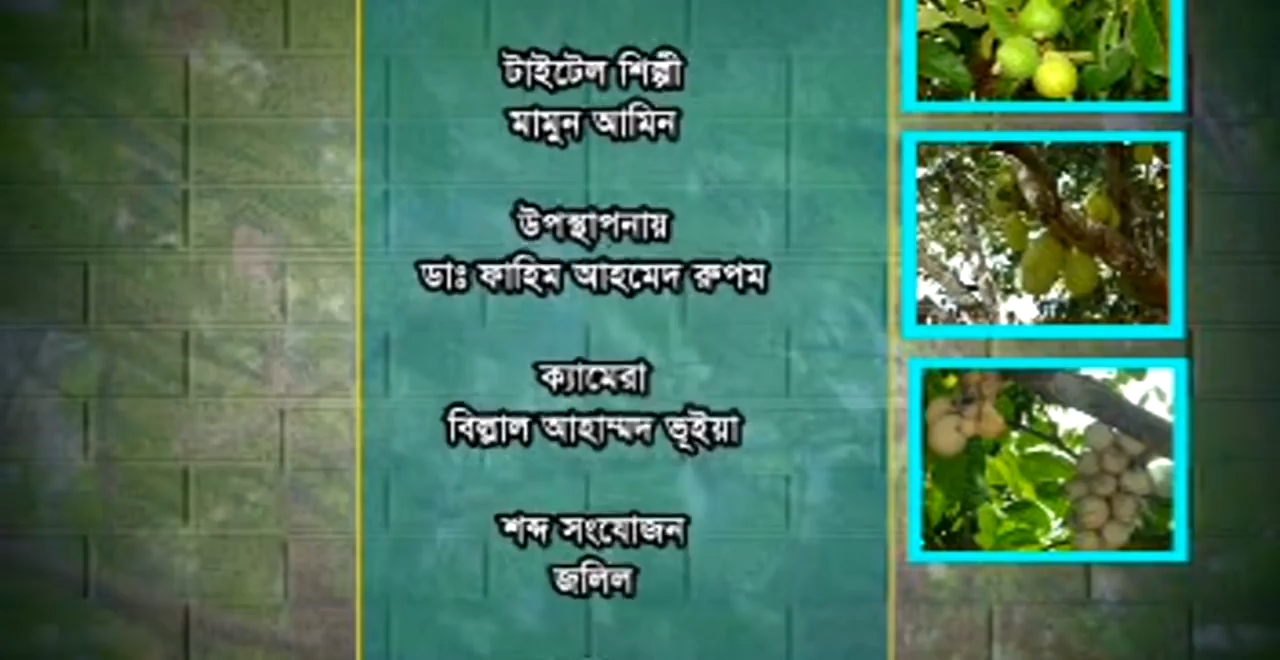 টাইটেল শিল্পী
মামুন আমিন
উপস্থাপনায়
ডাঃ ফাহিম আহমেদ রুপম
ক্যামেরা
বিল্লাল আহাম্মদ ভূইয়া
শব্দ সংযোজন
জলিল